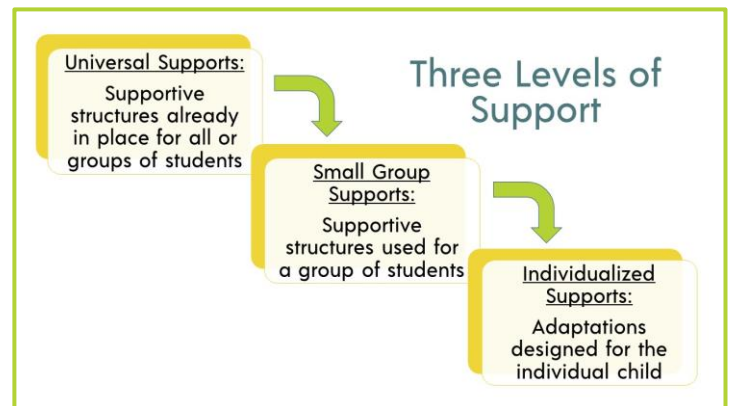 Three Levels of
Support
Universal Supports:
Supportive
structures already
in place for all or
groups of students
Small Group
Supports:
Supportive
structures used for
a group of students
Individualized
Supports:
Adaptations
designed for the
individual child